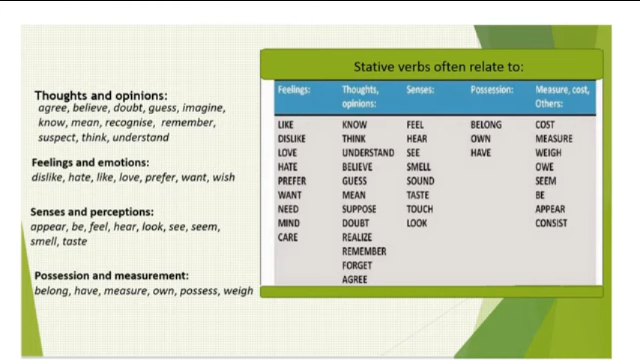 Thoughts and opinions:
agree, believe, doubt, guess, imagine,
know, mean, recognise, remember,
suspect, think, understand
Feelings and emotions:
dislike, hate, like, love, prefer, want, wish
Senses and perceptions:
appear, be, feel, hear, look, see, seem,
smell, taste
Possession and measurement:
belong, have, measure, own, possess, weigh
Stative verbs often relate to:
Feelings: Thoughts, Senses: Possession: Measure, cost,
opinions: Others:
LIKE KNOW FEEL BELONG COST
DISLIKE THINK HEAR OWN MEASURE
LOVE UNDERSTAND SEE HAVE WEIGH
HATE BELIEVE SMELL OWE
PREFER GUESS SOUND SEEM
WANT MEAN TASTE BE
NEED SUPPOSE TOUCH APPEAR
MIND DOUBT LOOK CONSIST
CARE REALIZE
REMEMBER
FORGET
AGREE